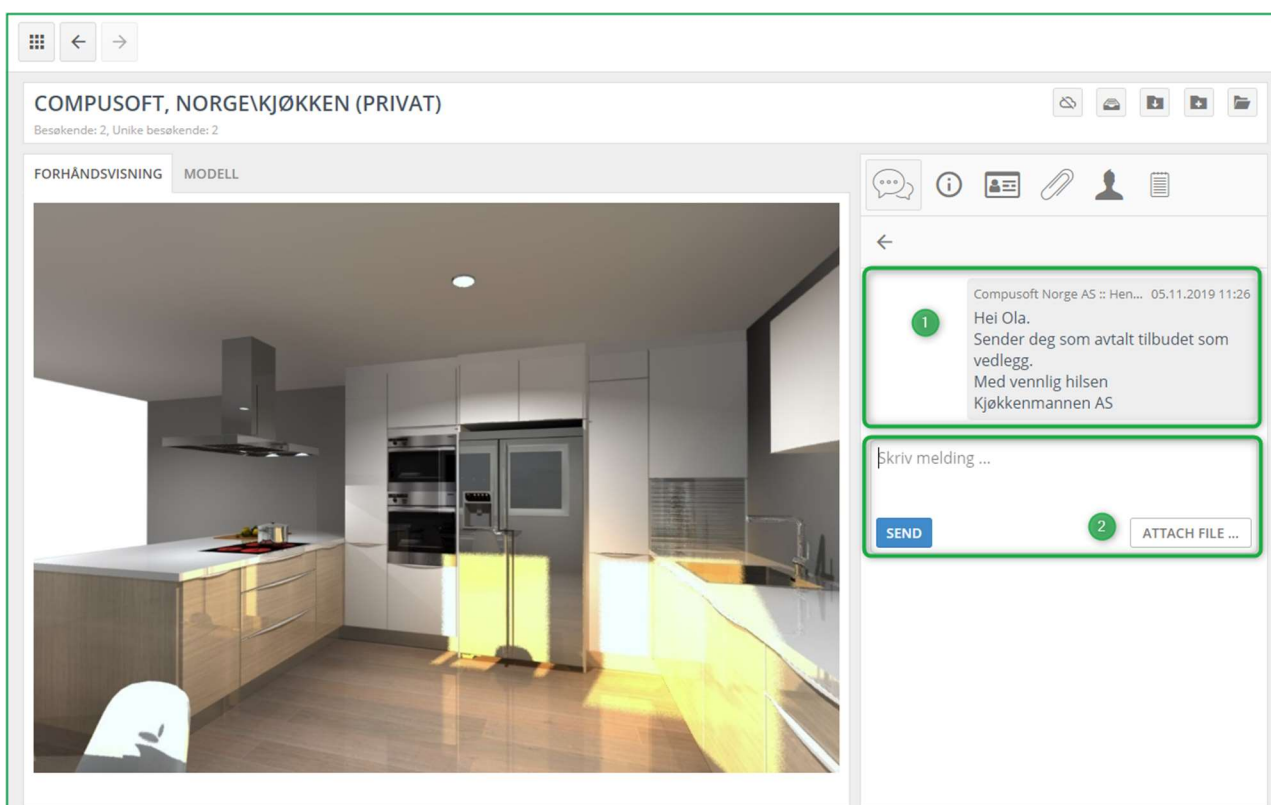 COMPUSOFT, NORGE\KJØKKEN (PRIVAT)
Besøkende: 2, Unike besøkende: 2
FORHÅNDSVISNING MODELL
Compusoft Norge AS :: Hen... 05.11.2019 11:26
1
Hei Ola.
Sender deg som avtalt tilbudet som
vedlegg.
Med vennlig hilsen
Kjøkkenmannen AS
Skriv melding ...
SEND
2
ATTACH FILE ...